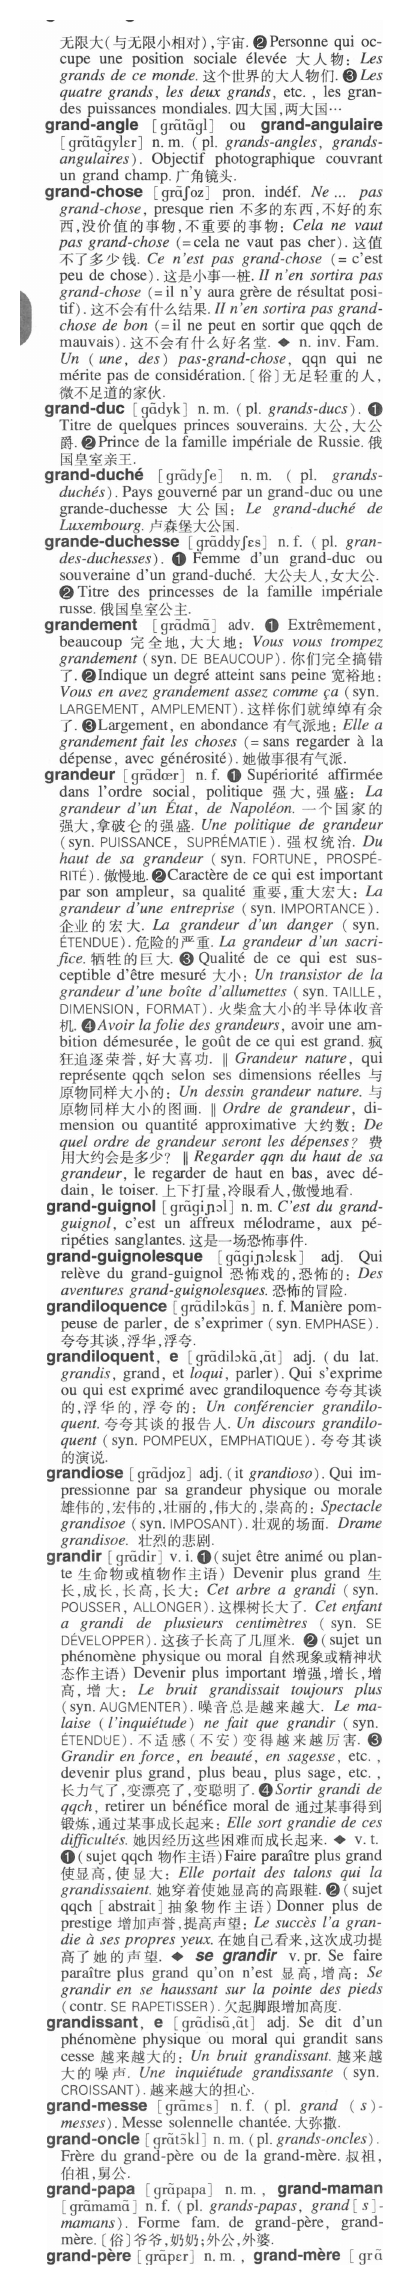 无限大(与无限小相对),宇宙. ❷Personne qui oc-
cupe une position sociale élevée 大人物: Les
grands de ce monde. 这个世界的大人物们. ❸Les
quatre grands, les deux grands, etc. , les gran-
des puissances mondiales. 四大国,两大国…
grand-angle [grɑ̃tɑ̃gl] ou grand-angulaire
[grɑ̃tɑ̃gylɛr] n. m. ( pl. grands-angles, grands-
angulaires). Objectif photographique couvrant
un grand champ. 广角镜头.
grand-chose [grɑ̃ʃoz] pron. indéf. Ne ... pas
grand-chose, presque rien 不多的东西,不好的东
西,没价值的事物,不重要的事物: Cela ne vaut
pas grand-chose (=cela ne vaut pas cher). 这值
不了多少钱. Ce n'est pas grand-chose (= c'est
peu de chose). 这是小事一桩. Il n'en sortira pas
grand-chose (=il n'y aura grère de résultat posi-
tif). 这不会有什么结果. Il n'en sortira pas grand-
chose de bon (=il ne peut en sortir que qqch de
mauvais). 这不会有什么好名堂. ◆ n. inv. Fam.
Un ( une, des) pas-grand-chose, qqn qui ne
mérite pas de considération. [俗]无足轻重的人,
微不足道的家伙.
grand-duc [gɑ̃dyk] n. m. ( pl. grands-ducs). ❶
Titre de quelques princes souverains. 大公,大公
爵. ❷Prince de la famille impériale de Russie. 俄
国皇室亲王.
grand-duché [grɑ̃dyʃe] n. m. ( pl. grands-
duchés). Pays gouverné par un grand-duc ou une
grande-duchesse 大公国: Le grand-duché de
Luxembourg. 卢森堡大公国.
grande-duchesse [grɑ̃ddyʃɛs] n. f. ( pl. gran-
des-duchesses). ❶ Femme d'un grand-duc ou
souveraine d'un grand-duché. 大公夫人,女大公.
❷ Titre des princesses de la famille impériale
russe. 俄国皇室公主.
grandement [grɑ̃dmɑ̃] adv. ❶ Extrêmement,
beaucoup 完全地,大大地: Vous vous trompez
grandement (syn. DE BEAUCOUP). 你们完全搞错
了. ❷Indique un degré atteint sans peine 宽裕地:
Vous en avez grandement assez comme ça (syn.
LARGEMENT, AMPLEMENT). 这样你们就绰绰有余
了. ❸Largement, en abondance 有气派地: Elle a
grandement fait les choses (=sans regarder à la
dépense, avec générosité). 她做事很有气派.
grandeur [grɑ̃dœr] n. f. ❶ Supériorité affirmée
dans l'ordre social, politique 强大,强盛: La
grandeur d'un État, de Napoléon. 一个国家的
强大,拿破仑的强盛. Une politique de grandeur
(syn. PUISSANCE, SUPRÉMATIE). 强权统治. Du
haut de sa grandeur ( syn. FORTUNE, PROSPÉ-
RITÉ). 傲慢地. ❷Caractère de ce qui est important
par son ampleur, sa qualité 重要,重大宏大: La
grandeur d'une entreprise ( syn. IMPORTANCE).
企业的宏大. La grandeur d'un danger ( syn.
ÉTENDUE). 危险的严重. La grandeur d'un sacri-
fice. 牺牲的巨大. ❸ Qualité de ce qui est sus-
ceptible d'être mesuré 大小: Un transistor de la
grandeur d'une boîte d'allumettes ( syn. TAILLE,
DIMENSION, FORMAT). 火柴盒大小的半导体收音
机. ❹Avoir la folie des grandeurs, avoir une am-
bition démesurée, le goût de ce qui est grand. 疯
狂追逐荣誉,好大喜功. ‖ Grandeur nature, qui
représente qqch selon ses dimensions réelles 与
原物同样大小的: Un dessin grandeur nature. 与
原物同样大小的图画. ‖ Ordre de grandeur, di-
mension ou quantité approximative 大约数: De
quel ordre de grandeur seront les dépenses? 费
用大约会是多少? ‖ Regarder qqn du haut de sa
grandeur, le regarder de haut en bas, avec dé-
dain, le toiser. 上下打量,冷眼看人,傲慢地看.
grand-guignol [grɑ̃giɲɔl] n. m. C'est du grand-
guignol, c'est un affreux mélodrame, aux pé-
ripéties sanglantes. 这是一场恐怖事件.
grand-guignolesque [gɑ̃giɲɔlɛsk] adj. Qui
relève du grand-guignol 恐怖戏的,恐怖的: Des
aventures grand-guignolesques. 恐怖的冒险.
grandiloquence [grɑ̃dilɔkɑ̃s] n. f. Manière pom-
peuse de parler, de s'exprimer (syn. EMPHASE).
夸夸其谈,浮华,浮夸.
grandiloquent, e [grɑ̃dilɔkɑ̃,ɑ̃t] adj. ( du lat.
grandis, grand, et loqui, parler). Qui s'exprime
ou qui est exprimé avec grandiloquence 夸夸其谈
的,浮华的,浮夸的: Un conférencier grandilo-
quent. 夸夸其谈的报告人. Un discours grandilo-
quent ( syn. POMPEUX, EMPHATIQUE). 夸夸其谈
的演说.
grandiose [grɑ̃djoz] adj. (it grandioso). Qui im-
pressionne par sa grandeur physique ou morale
雄伟的,宏伟的,壮丽的,伟大的,崇高的: Spectacle
grandisoe (syn. IMPOSANT). 壮观的场面. Drame
grandisoe. 壮烈的悲剧.
grandir [grɑ̃dir] v. i. ❶(sujet être animé ou plan-
te 生命物或植物作主语) Devenir plus grand 生
长,成长,长高,长大: Cet arbre a grandi ( syn.
POUSSER, ALLONGER). 这棵树长大了. Cet enfant
a grandi de plusieurs centimètres ( syn. SE
DÉVELOPPER). 这孩子长高了几厘米. ❷(sujet un
phénomène physique ou moral 自然现象或精神状
态作主语) Devenir plus important 增强,增长,增
高,增大: Le bruit grandissait toujours plus
(syn. AUGMENTER). 噪音总是越来越大. Le ma-
laise ( l'inquiétude) ne fait que grandir ( syn.
ÉTENDUE). 不适感(不安)变得越来越厉害. ❸
Grandir en force, en beauté, en sagesse, etc. ,
devenir plus grand, plus beau, plus sage, etc. ,
长力气了,变漂亮了,变聪明了. ❹Sortir grandi de
qqch, retirer un bénéfice moral de 通过某事得到
锻炼,通过某事成长起来: Elle sort grandie de ces
difficultés. 她因经历这些困难而成长起来. ◆ v. t.
❶(sujet qqch 物作主语)Faire paraître plus grand
使显高,使显大: Elle portait des talons qui la
grandissaient. 她穿着使她显高的高跟鞋. ❷(sujet
qqch [abstrait]抽象物作主语) Donner plus de
prestige 增加声誉,提高声望: Le succès l'a gran-
die à ses propres yeux. 在她自己看来,这次成功提
高了她的声望. ◆ se grandir v. pr. Se faire
paraître plus grand qu'on n'est 显高,增高: Se
grandir en se haussant sur la pointe des pieds
(contr. SE RAPETISSER). 欠起脚跟增加高度.
grandissant, e [grɑ̃disɑ̃,ɑ̃t] adj. Se dit d'un
phénomène physique ou moral qui grandit sans
cesse 越来越大的: Un bruit grandissant. 越来越
大的噪声. Une inquiétude grandissante ( syn.
CROISSANT). 越来越大的担心.
grand-messe [grɑ̃mɛs] n. f. ( pl. grand (s)-
messes). Messe solennelle chantée. 大弥撒.
grand-oncle [grɑ̃tɔ̃kl] n. m. (pl. grands-oncles).
Frère du grand-père ou de la grand-mère. 叔祖,
伯祖,舅公.
grand-papa [grɑ̃papa] n. m. , grand-maman
[grɑ̃mamɑ̃] n. f. ( pl. grands-papas, grand[s]-
mamans). Forme fam. de grand-père, grand-
mère. [俗]爷爷,奶奶;外公,外婆.
grand-père [grɑ̃pɛr] n. m. , grand-mère [grɑ̃